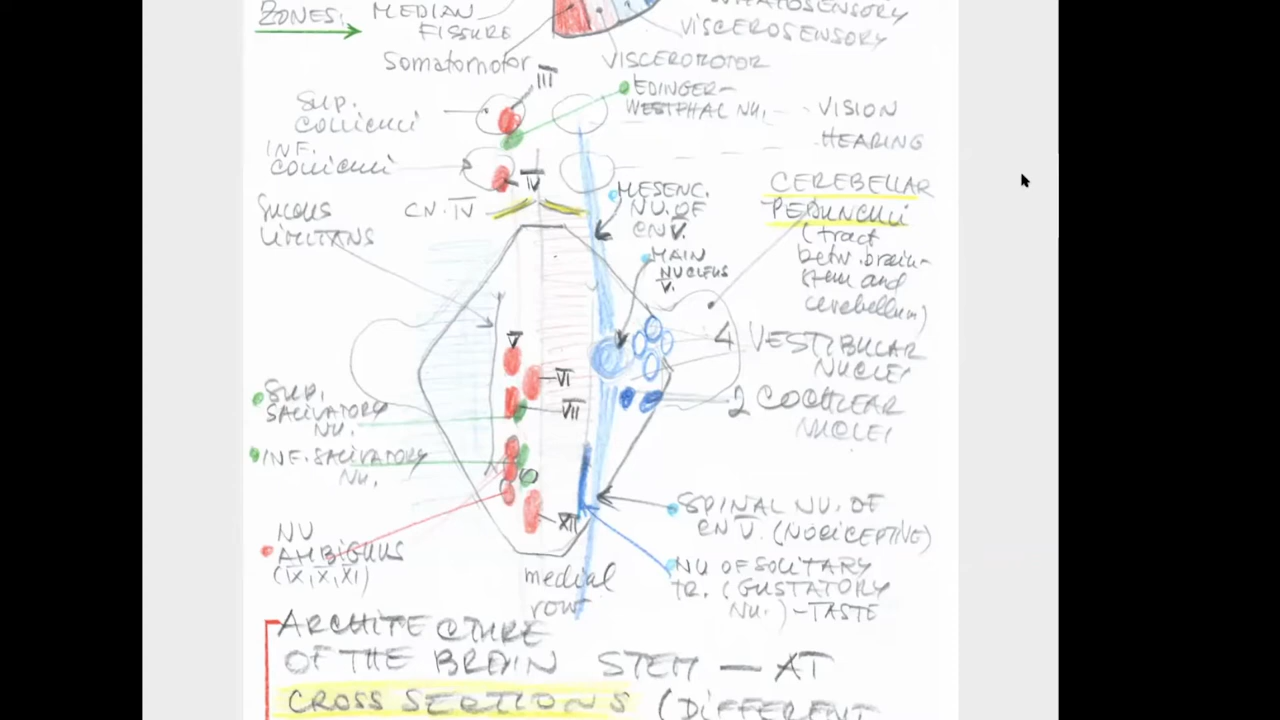 ZONES:
MEDIAN
FISSURE
Somatomotor
SOMATOSENSORY
VISCEROSENSORY
VISCEROMOTOR
III
EDINGER-
WESTPHAL NU.
VISION
HEARING
SUP.
COLLICULI
INF.
COLLICULI
IV
CN. IV
SULCUS
LIMITANS
MESENC.
NU. OF
CN V.
MAIN
NUCLEUS
V.
CEREBELLAR
PEDUNCULI
(tract
betw. brain-
stem and
cerebellum)
V
VI
VII
4 VESTIBULAR
NUCLEI
2 COCHLEAR
NUCLEI
SUP.
SALIVATORY
NU.
INF. SALIVATORY
NU.
NU
AMBIGUUS
(IX, X, XI)
XII
medial
row
SPINAL NU. OF
CN V. (NOCICEPTIVE)
NU OF SOLITARY
TR. (GUSTATORY
NU.) - TASTE
ARCHITECTURE
OF THE BRAIN STEM — AT
CROSS SECTIONS (DIFFERENT